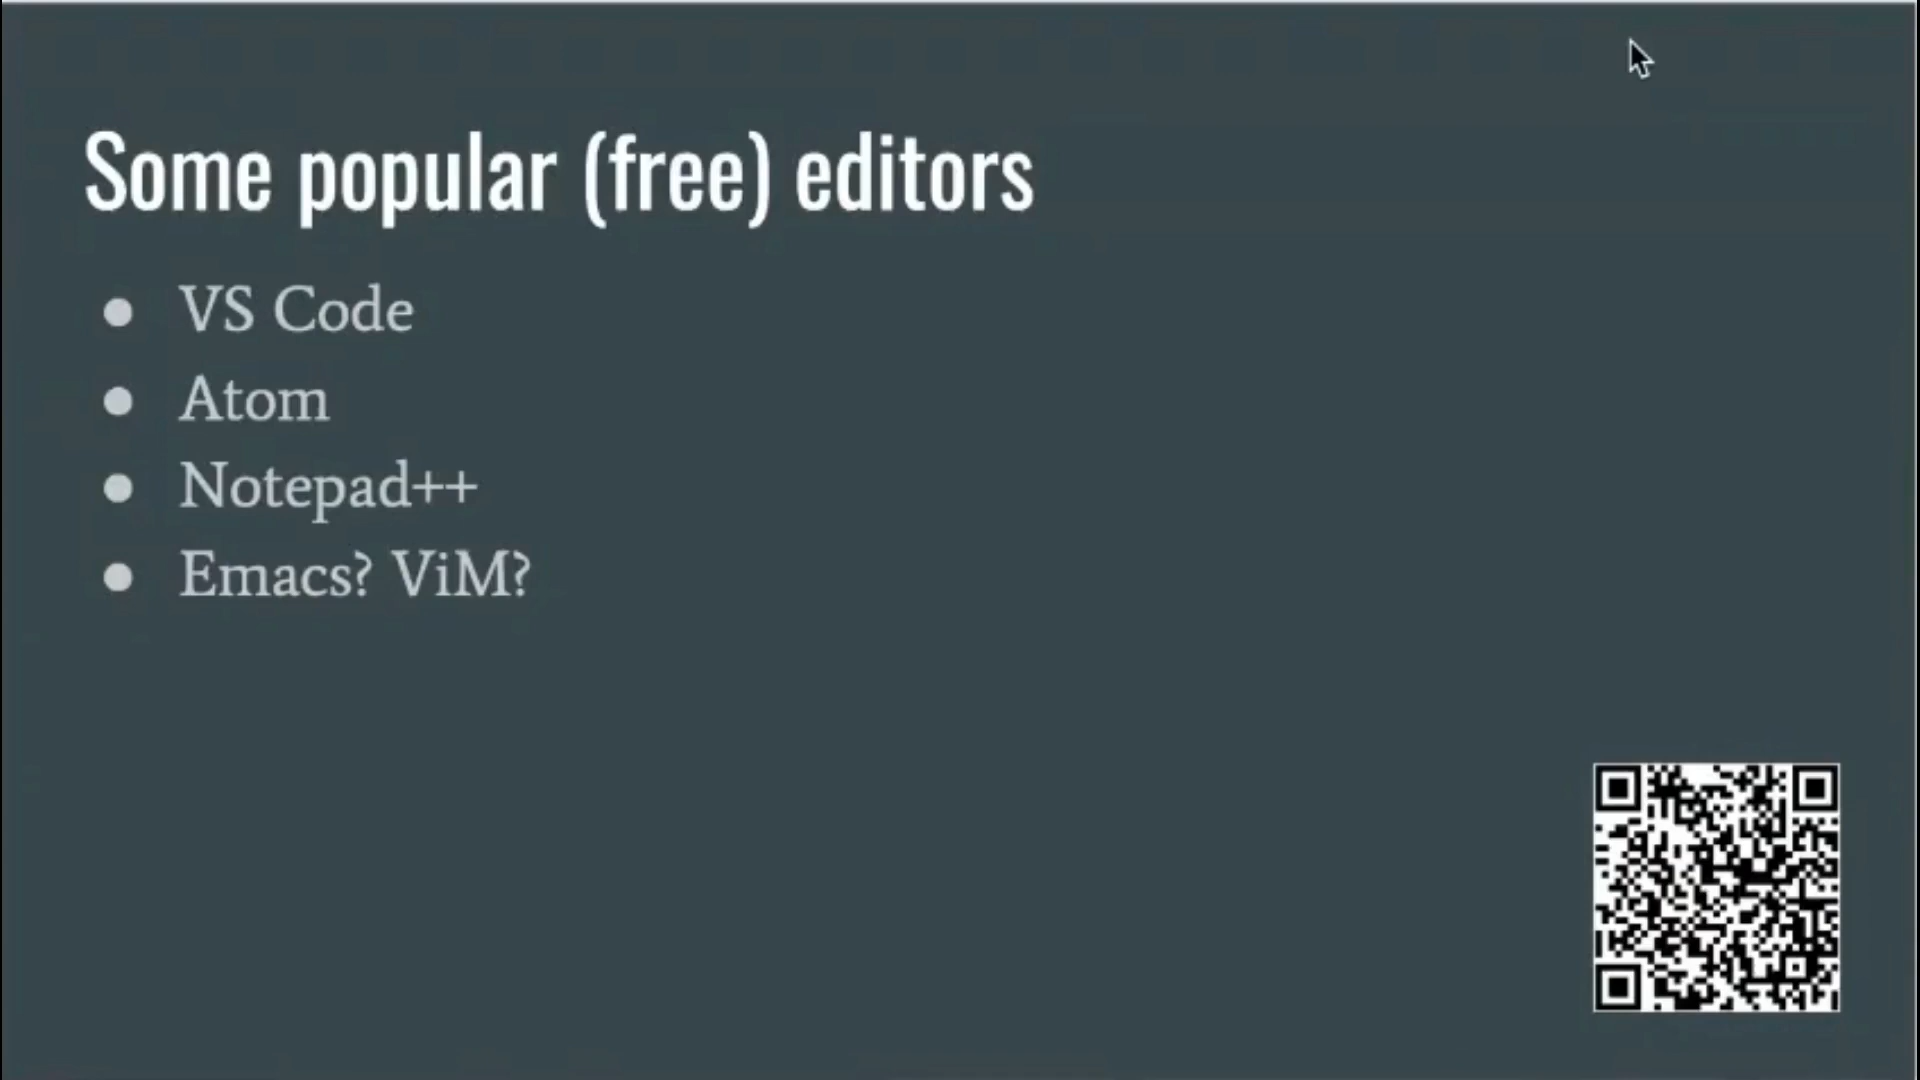 Some popular (free) editors
● VS Code
● Atom
● Notepad++
● Emacs? ViM?